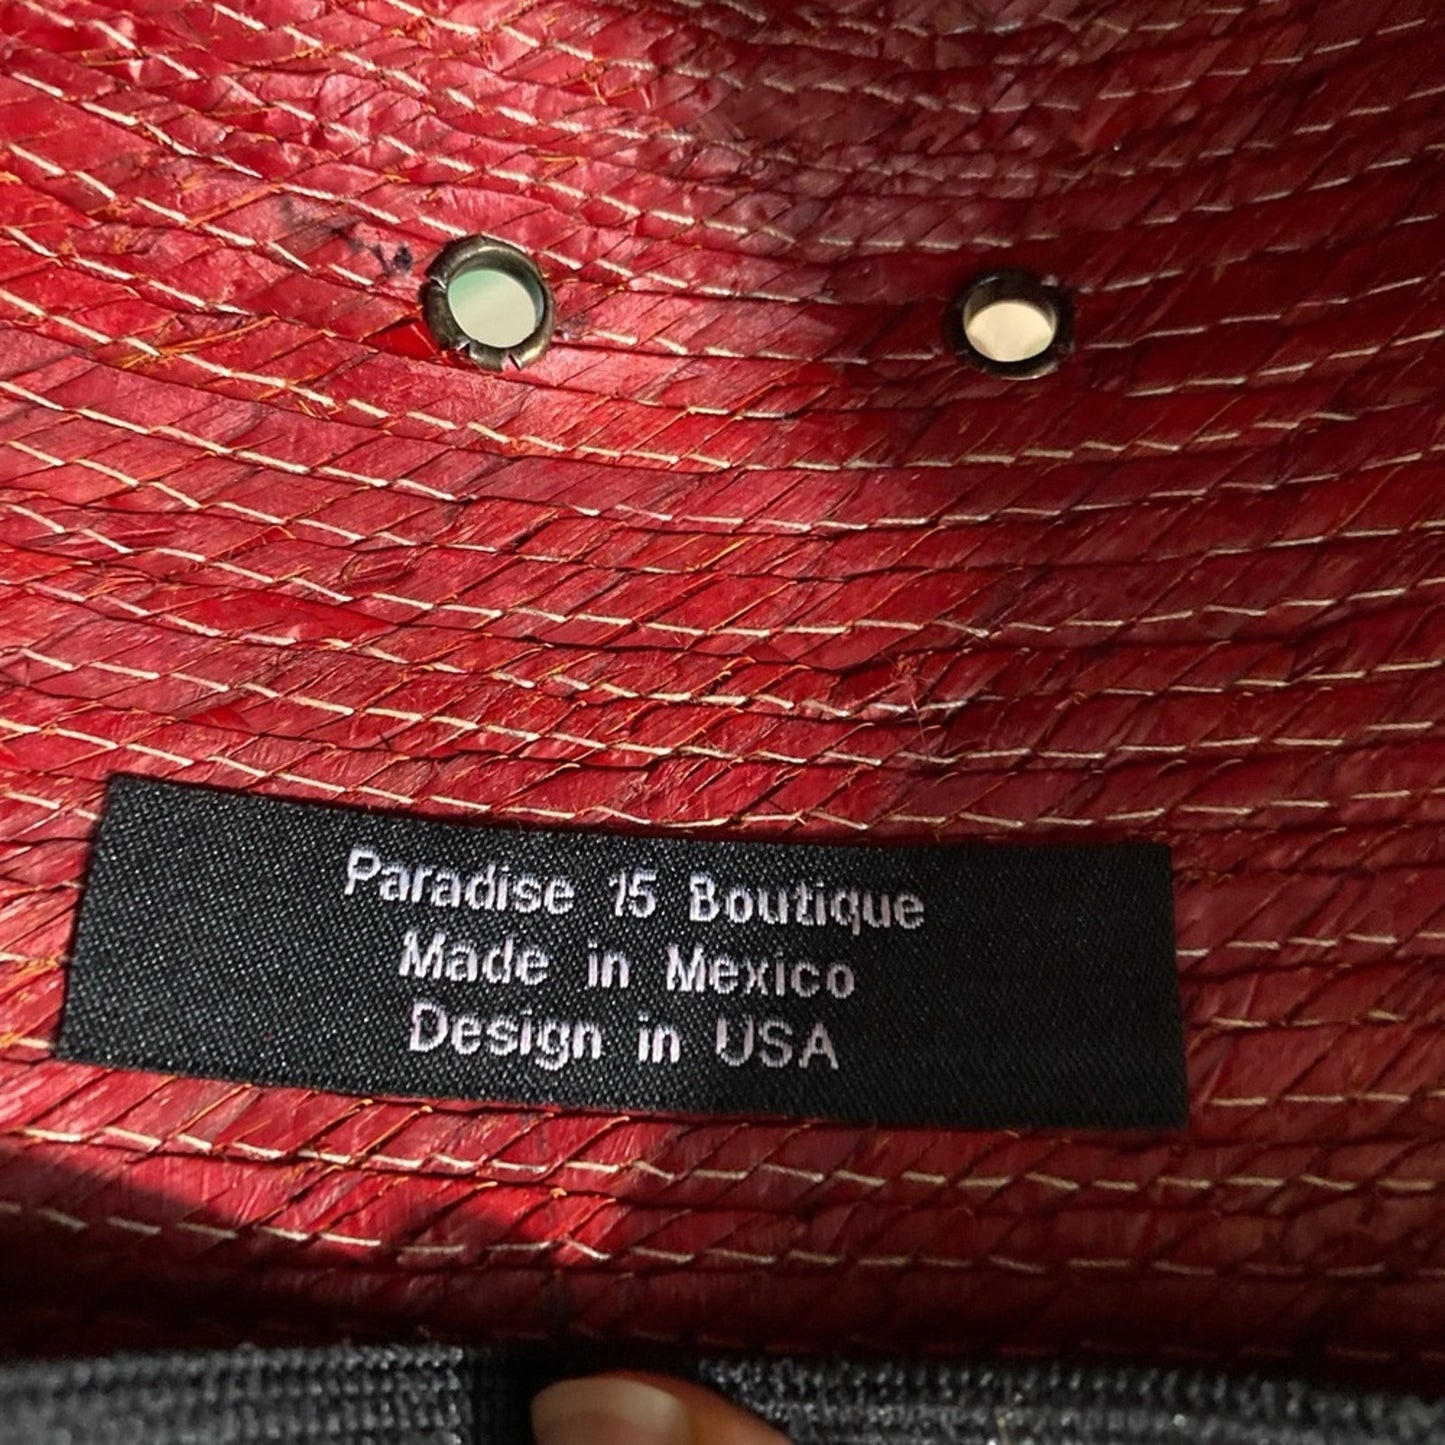 Paradise 15 Boutique
Made in Mexico
Design in USA